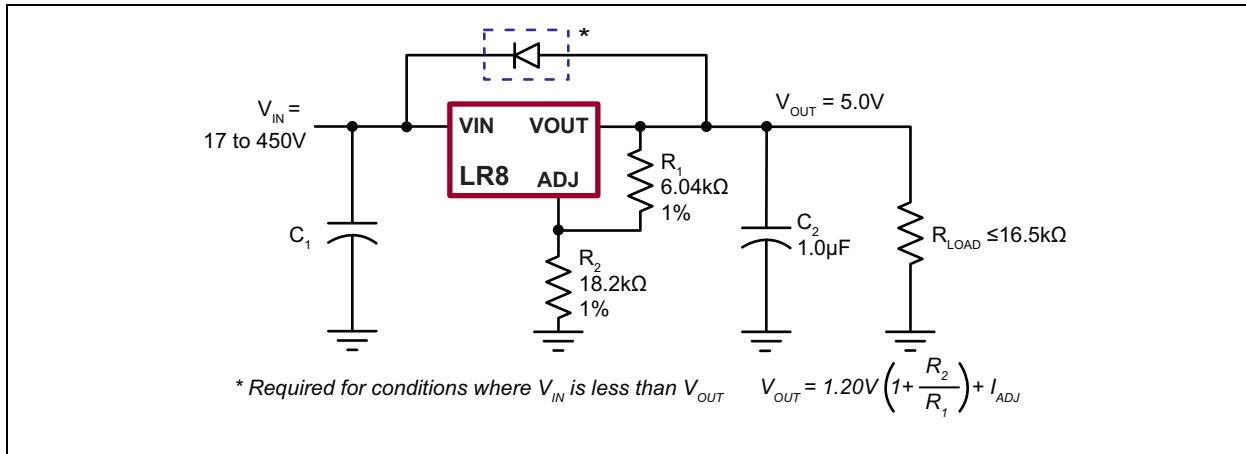 *
V_IN =
17 to 450V
VIN VOUT
LR8 ADJ
V_OUT = 5.0V
R_1
6.04kΩ
1%
C_1
R_2
18.2kΩ
1%
C_2
1.0µF
R_LOAD ≤16.5kΩ
* Required for conditions where V_IN is less than V_OUT
V_OUT = 1.20V (1+ R_2 / R_1) + I_ADJ